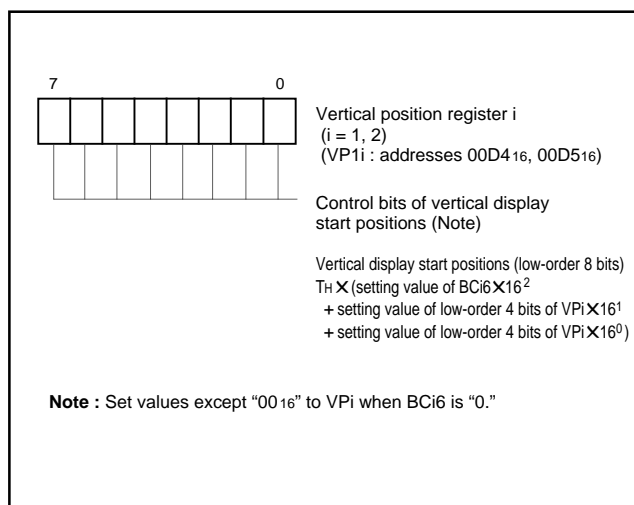 7 0
Vertical position register i
(i = 1, 2)
(VP1i : addresses 00D4₁₆, 00D5₁₆)
Control bits of vertical display
start positions (Note)
Vertical display start positions (low-order 8 bits)
TH✕(setting value of BCi6✕16²
+setting value of low-order 4 bits of VPi✕16¹
+setting value of low-order 4 bits of VPi✕16⁰)
Note : Set values except “00₁₆” to VPi when BCi6 is “0.”